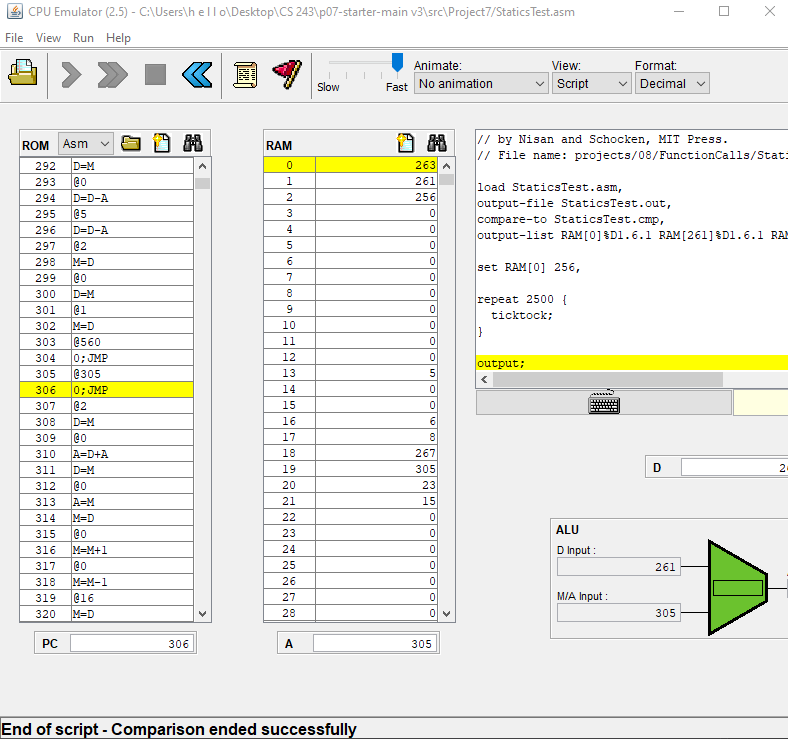 CPU Emulator (2.5) - C:\Users\h e l l o\Desktop\CS 243\p07-starter-main v3\src\Project7/StaticsTest.asm
File View Run Help
Animate: View: Format:
Slow Fast No animation Script Decimal
ROM Asm
292 D=M
293 @0
294 D=D-A
295 @5
296 D=D-A
297 @2
298 M=D
299 @0
300 D=M
301 @1
302 M=D
303 @560
304 0;JMP
305 @305
306 0;JMP
307 @2
308 D=M
309 @0
310 A=D+A
311 D=M
312 @0
313 A=M
314 M=D
315 @0
316 M=M+1
317 @0
318 M=M-1
319 @16
320 M=D
PC 306
RAM
0 263
1 261
2 256
3 0
4 0
5 0
6 0
7 0
8 0
9 0
10 0
11 0
12 0
13 5
14 0
15 0
16 6
17 8
18 267
19 305
20 23
21 15
22 0
23 0
24 0
25 0
26 0
27 0
28 0
A 305
// by Nisan and Schocken, MIT Press.
// File name: projects/08/FunctionCalls/Stati
load StaticsTest.asm,
output-file StaticsTest.out,
compare-to StaticsTest.cmp,
output-list RAM[0]%D1.6.1 RAM[261]%D1.6.1 RAM
set RAM[0] 256,
repeat 2500 {
ticktock;
}
output;
D 26
ALU
D Input :
261
M/A Input :
305
End of script - Comparison ended successfully